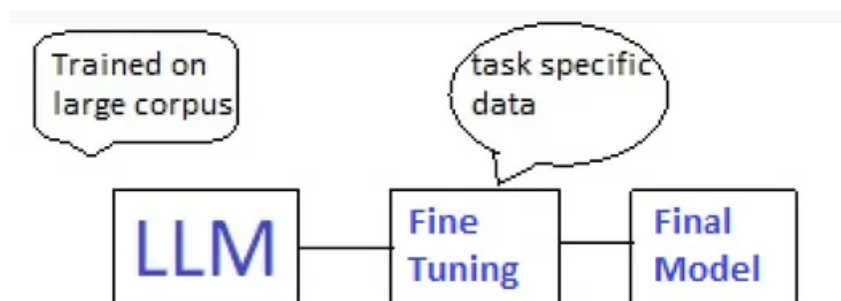 Trained on
large corpus
task specific
data
LLM
Fine
Tuning
Final
Model